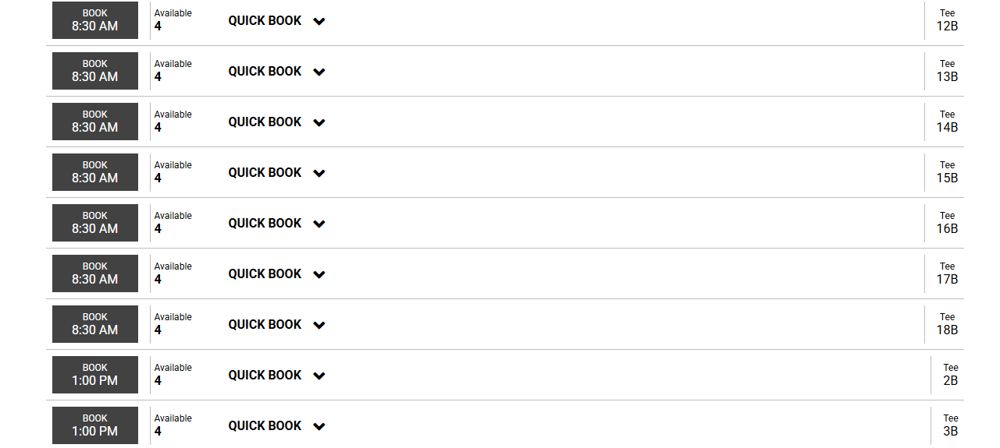 BOOK
8:30 AM
Available
4
QUICK BOOK
Tee
12B
BOOK
8:30 AM
Available
4
QUICK BOOK
Tee
13B
BOOK
8:30 AM
Available
4
QUICK BOOK
Tee
14B
BOOK
8:30 AM
Available
4
QUICK BOOK
Tee
15B
BOOK
8:30 AM
Available
4
QUICK BOOK
Tee
16B
BOOK
8:30 AM
Available
4
QUICK BOOK
Tee
17B
BOOK
8:30 AM
Available
4
QUICK BOOK
Tee
18B
BOOK
1:00 PM
Available
4
QUICK BOOK
Tee
2B
BOOK
1:00 PM
Available
4
QUICK BOOK
Tee
3B